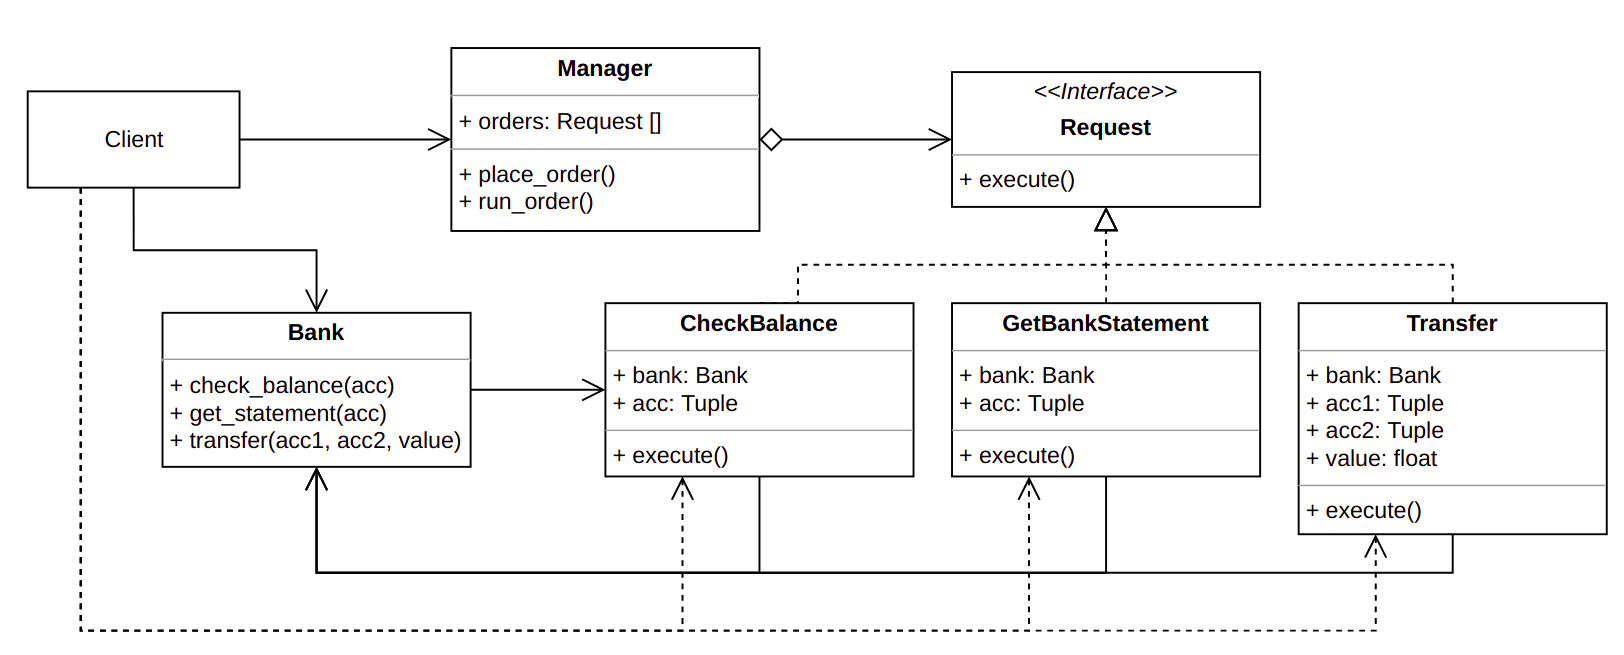 Client
Manager
+ orders: Request []
+ place_order()
+ run_order()
<<Interface>>
Request
+ execute()
Bank
+ check_balance(acc)
+ get_statement(acc)
+ transfer(acc1, acc2, value)
CheckBalance
+ bank: Bank
+ acc: Tuple
+ execute()
GetBankStatement
+ bank: Bank
+ acc: Tuple
+ execute()
Transfer
+ bank: Bank
+ acc1: Tuple
+ acc2: Tuple
+ value: float
+ execute()